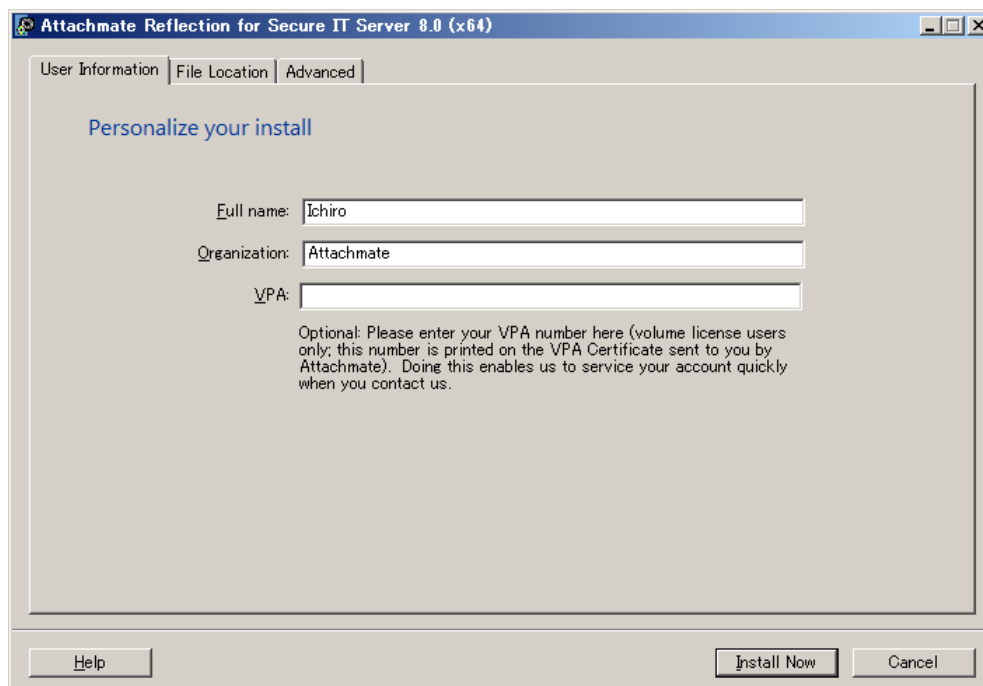 Attachmate Reflection for Secure IT Server 8.0 (x64)
User Information File Location Advanced
Personalize your install
Full name: Ichiro
Organization: Attachmate
VPA:
Optional: Please enter your VPA number here (volume license users
only; this number is printed on the VPA Certificate sent to you by
Attachmate). Doing this enables us to service your account quickly
when you contact us.
Help Install Now Cancel